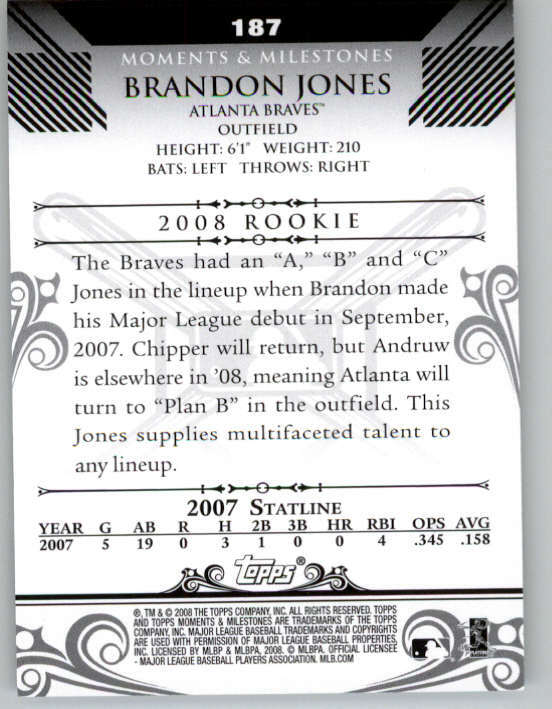 187
MOMENTS & MILESTONES
BRANDON JONES
ATLANTA BRAVES™
OUTFIELD
HEIGHT: 6'1" WEIGHT: 210
BATS: LEFT THROWS: RIGHT
2008 ROOKIE
The Braves had an “A,” “B” and “C”
Jones in the lineup when Brandon made
his Major League debut in September,
2007. Chipper will return, but Andruw
is elsewhere in ’08, meaning Atlanta will
turn to “Plan B” in the outfield. This
Jones supplies multifaceted talent to
any lineup.
2007 STATLINE
YEAR G AB R H 2B 3B HR RBI OPS AVG
2007 5 19 0 3 1 0 0 4 .345 .158
Topps®
®, TM & © 2008 THE TOPPS COMPANY, INC. ALL RIGHTS RESERVED. TOPPS
AND TOPPS MOMENTS & MILESTONES ARE TRADEMARKS OF THE TOPPS
COMPANY, INC. MAJOR LEAGUE BASEBALL TRADEMARKS AND COPYRIGHTS
ARE USED WITH PERMISSION OF MAJOR LEAGUE BASEBALL PROPERTIES,
INC. LICENSED BY MLBP & MLBPA, 2008. © MLBPA. OFFICIAL LICENSEE
- MAJOR LEAGUE BASEBALL PLAYERS ASSOCIATION. MLB.COM